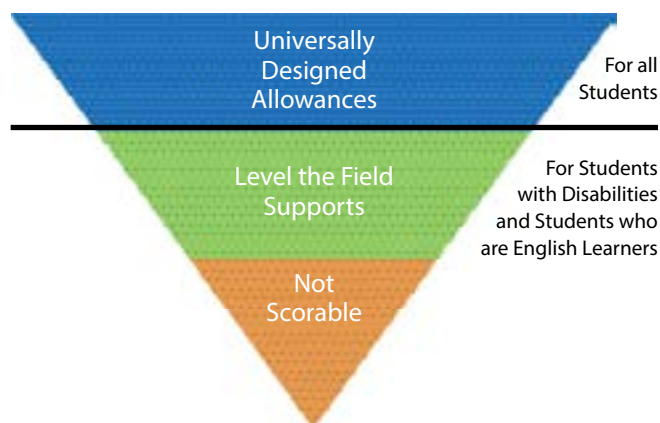 Universally
Designed
Allowances
For all
Students
Level the Field
Supports
For Students
with Disabilities
and Students who
are English Learners
Not
Scorable